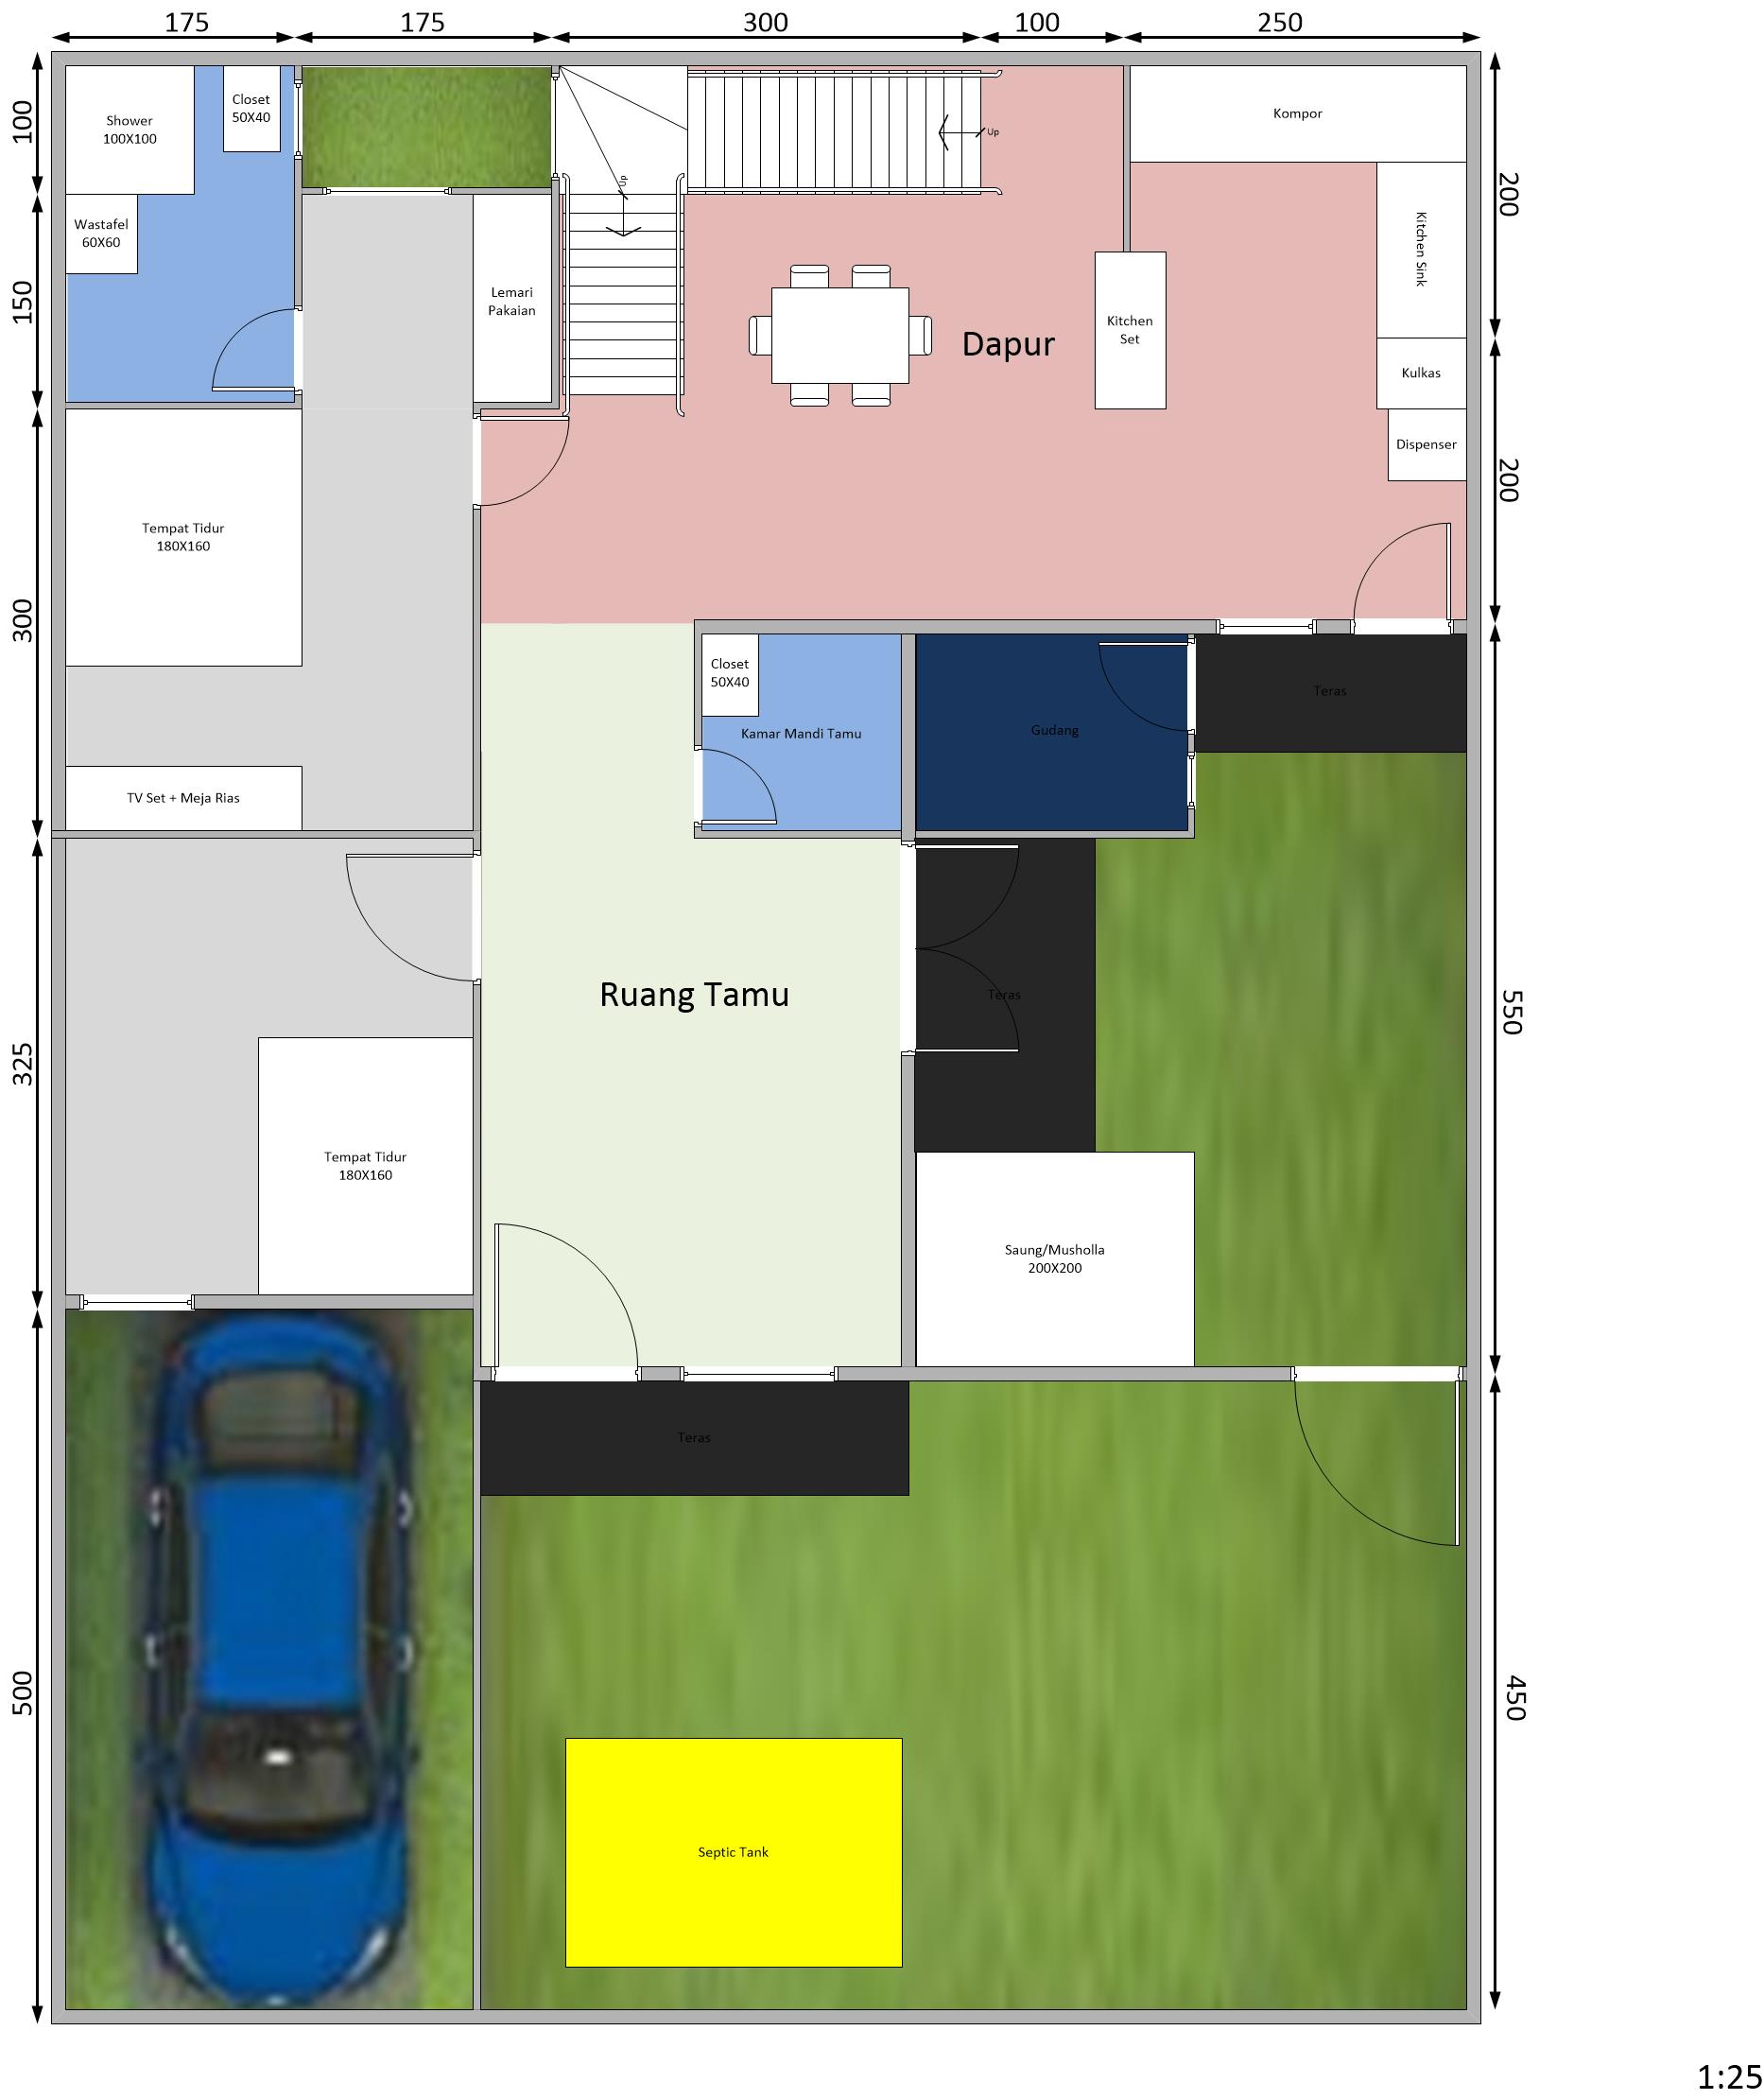 175
175
300
100
250
100
150
300
325
500
200
200
550
450
Shower
100X100
Closet
50X40
Wastafel
60X60
Lemari
Pakaian
Up
Up
Kompor
Kitchen Sink
Kitchen
Set
Kulkas
Dispenser
Dapur
Tempat Tidur
180X160
TV Set + Meja Rias
Closet
50X40
Kamar Mandi Tamu
Gudang
Teras
Ruang Tamu
Teras
Tempat Tidur
180X160
Saung/Musholla
200X200
Teras
Septic Tank
1:25